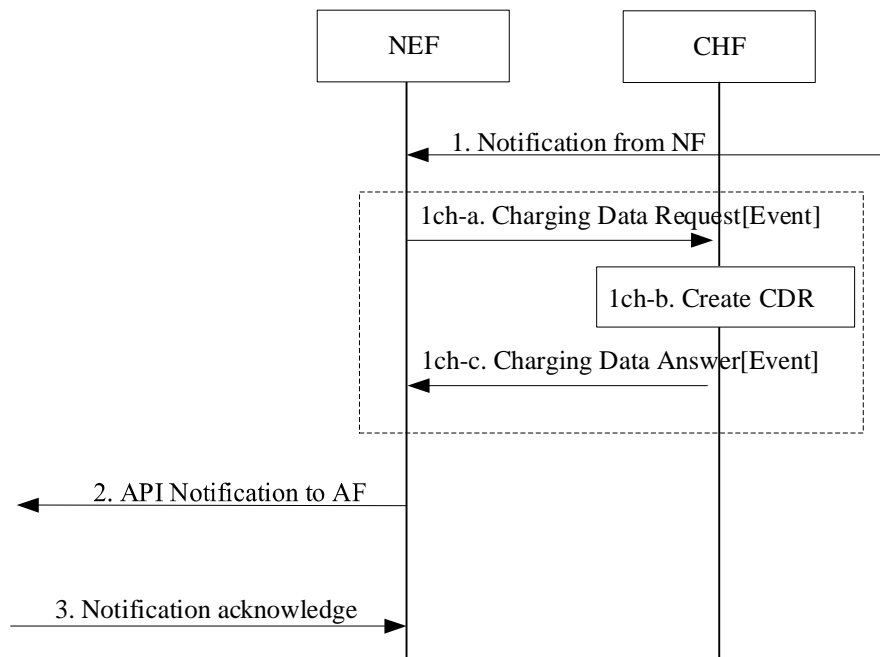 NEF
CHF
1. Notification from NF
1ch-a. Charging Data Request[Event]
1ch-b. Create CDR
1ch-c. Charging Data Answer[Event]
2. API Notification to AF
3. Notification acknowledge